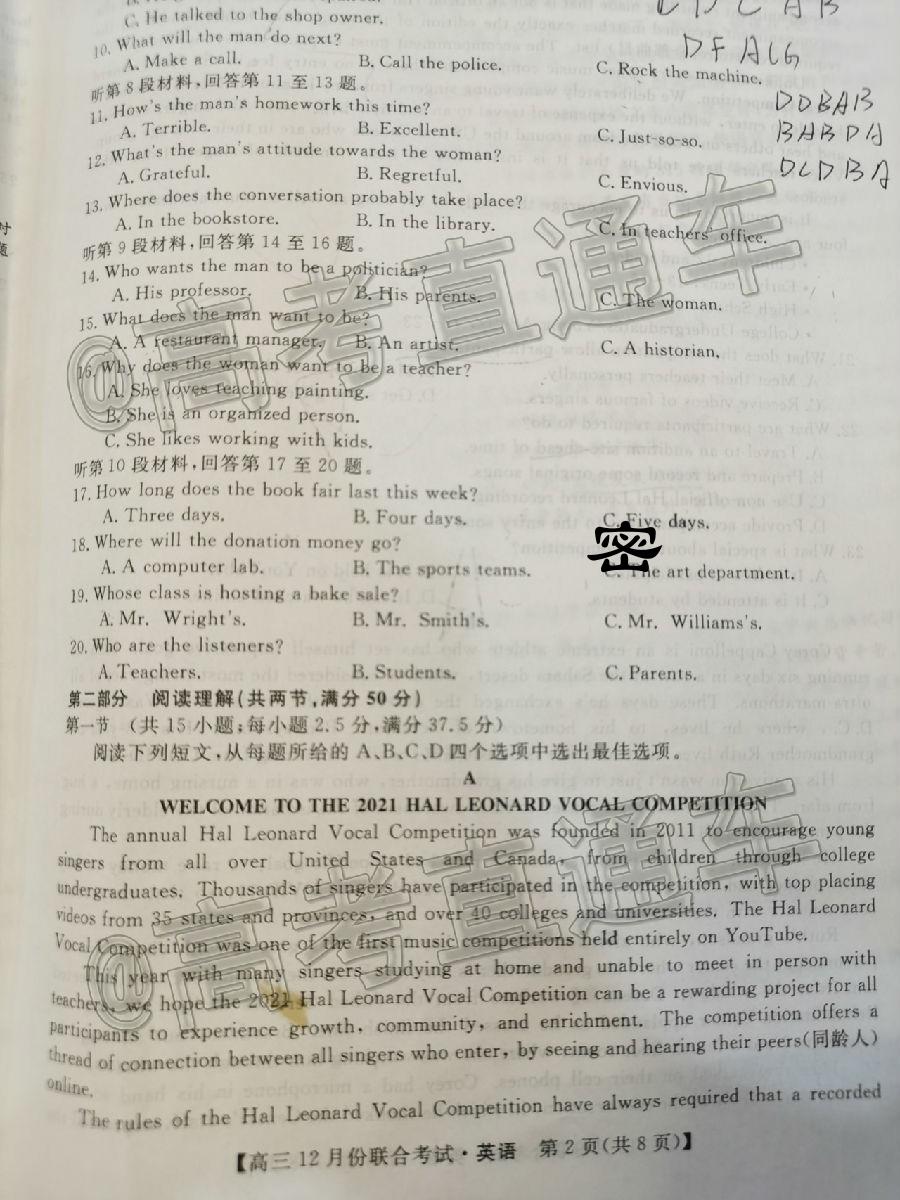 C. He talked to the shop owner.
10. What will the man do next?
A. Make a call. B. Call the police. C. Rock the machine.
听第8段材料,回答第11至13题。
11. How's the man's homework this time?
A. Terrible. B. Excellent. C. Just-so-so.
12. What's the man's attitude towards the woman?
A. Grateful. B. Regretful. C. Envious.
13. Where does the conversation probably take place?
A. In the bookstore. B. In the library. C. In teachers' office.
听第9段材料,回答第14至16题。
14. Who wants the man to be a politician?
A. His professor. B. His parents. C. The woman.
15. What does the man want to be?
A. A restaurant manager. B. An artist. C. A historian.
16. Why does the woman want to be a teacher?
A. She loves teaching painting.
B. She is an organized person.
C. She likes working with kids.
听第10段材料,回答第17至20题。
17. How long does the book fair last this week?
A. Three days. B. Four days. C. Five days.
18. Where will the donation money go?
A. A computer lab. B. The sports teams. C. The art department.
密
19. Whose class is hosting a bake sale?
A. Mr. Wright's. B. Mr. Smith's. C. Mr. Williams's.
20. Who are the listeners?
A. Teachers. B. Students. C. Parents.
第二部分 阅读理解(共两节,满分50分)
第一节 (共15小题;每小题2.5分,满分37.5分)
阅读下列短文,从每题所给的A、B、C、D四个选项中选出最佳选项。
A
WELCOME TO THE 2021 HAL LEONARD VOCAL COMPETITION
The annual Hal Leonard Vocal Competition was founded in 2011 to encourage young
singers from all over United States and Canada, from children through college
undergraduates. Thousands of singers have participated in the competition, with top placing
videos from 35 states and provinces, and over 40 colleges and universities. The Hal Leonard
Vocal Competition was one of the first music competitions held entirely on YouTube.
This year with many singers studying at home and unable to meet in person with
teachers, we hope the 2021 Hal Leonard Vocal Competition can be a rewarding project for all
participants to experience growth, community, and enrichment. The competition offers a
thread of connection between all singers who enter, by seeing and hearing their peers(同龄人)
online.
The rules of the Hal Leonard Vocal Competition have always required that a recorded
【高三12月份联合考试·英语 第2页(共8页)】
DDBAB
BABDA
DCDBA
@高考直通车
@高考直通车